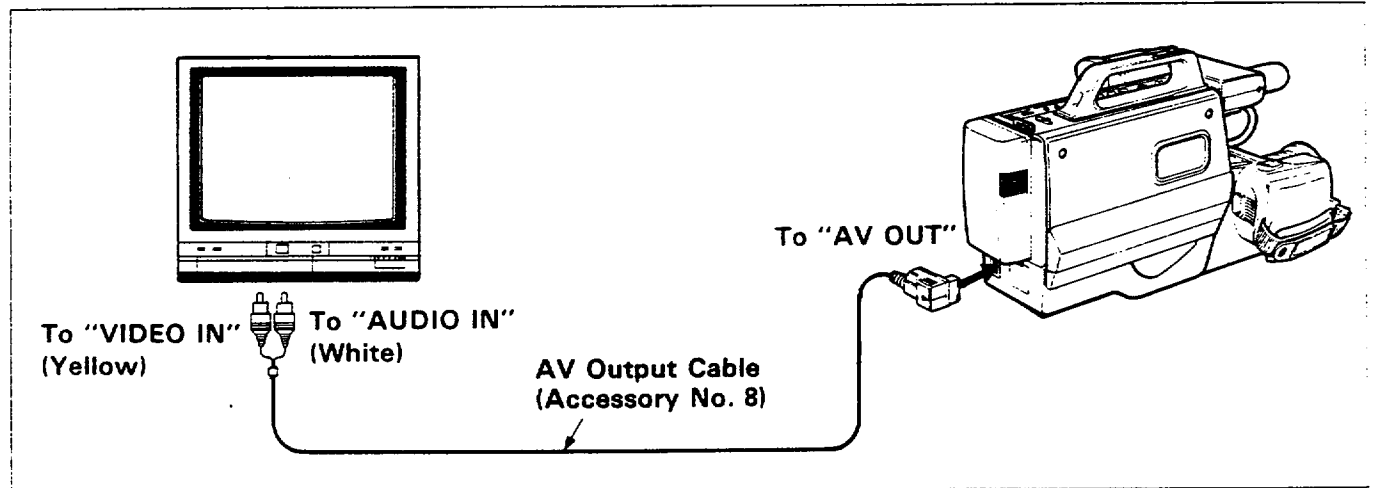 To "VIDEO IN"
(Yellow)
To "AUDIO IN"
(White)
AV Output Cable
(Accessory No. 8)
To "AV OUT"